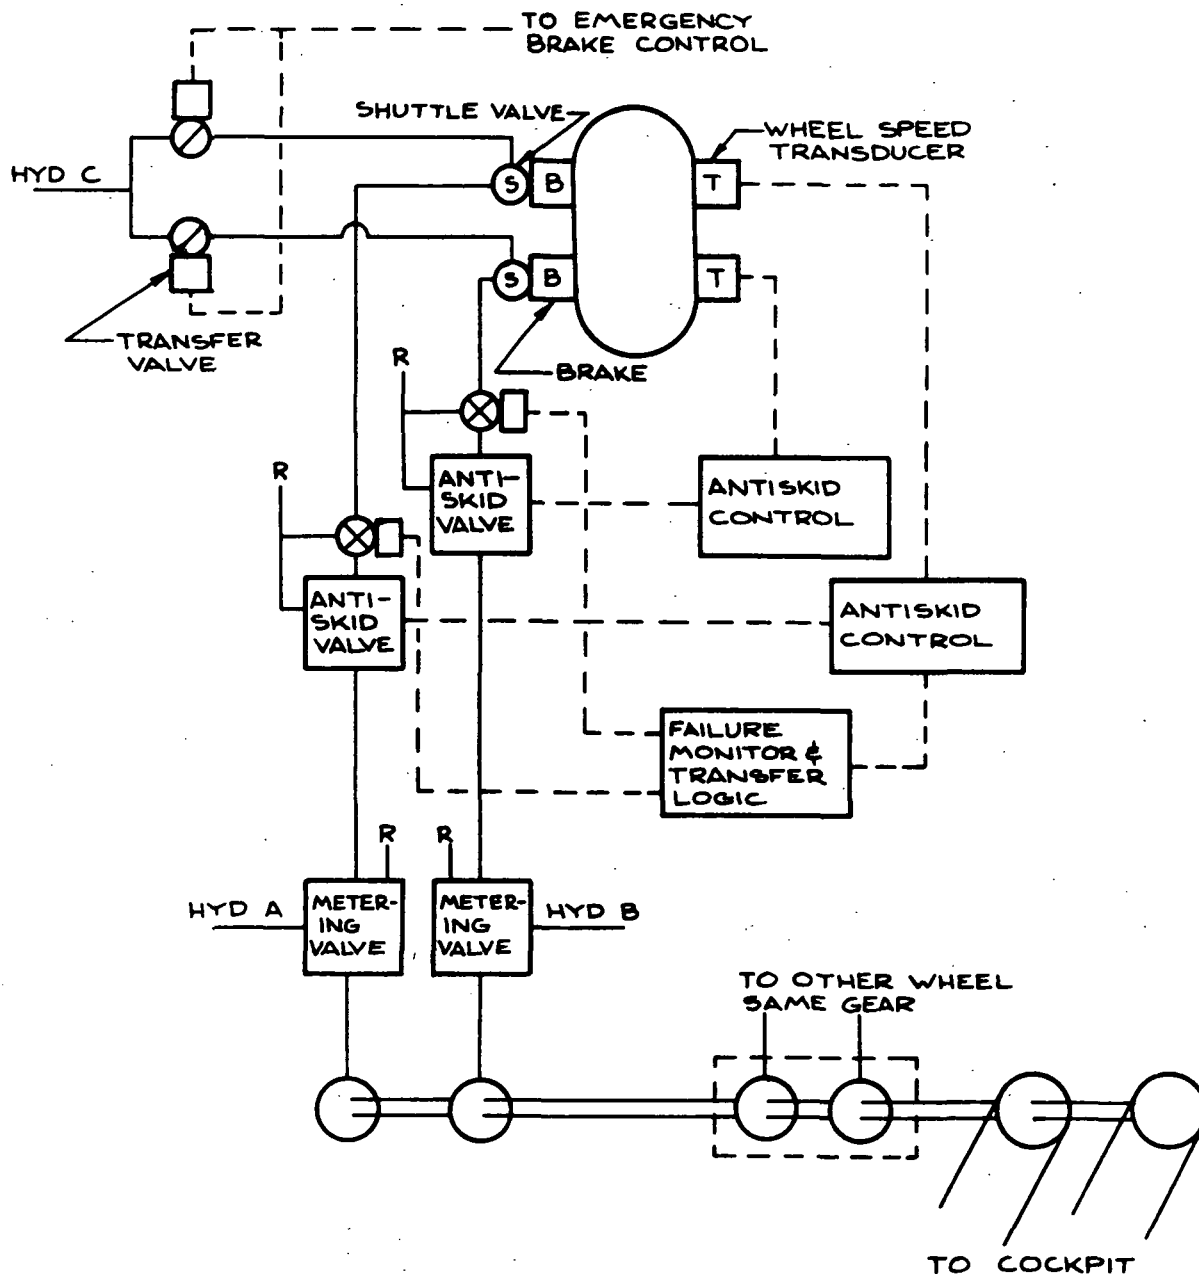 TO EMERGENCY
BRAKE CONTROL
SHUTTLE VALVE
WHEEL SPEED
TRANSDUCER
HYD C
S
B
T
S
B
T
TRANSFER
VALVE
R
BRAKE
R
ANTI-
SKID
VALVE
ANTISKID
CONTROL
ANTI-
SKID
VALVE
ANTISKID
CONTROL
FAILURE
MONITOR &
TRANSFER
LOGIC
R
R
HYD A
METER-
ING
VALVE
METER-
ING
VALVE
HYD B
TO OTHER WHEEL
SAME GEAR
TO COCKPIT